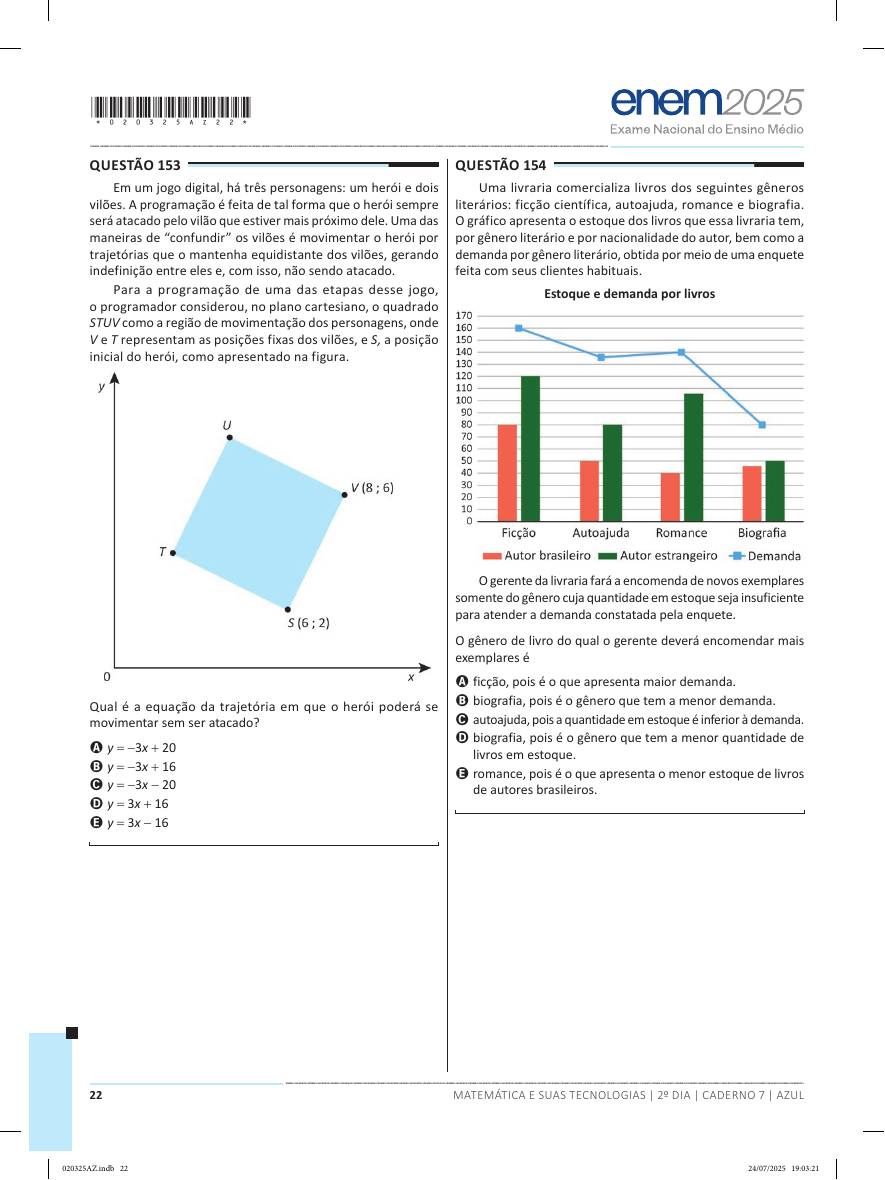 * 0 2 0 3 2 5 A Z 2 2 *
enem2025
Exame Nacional do Ensino Médio
QUESTÃO 153
Em um jogo digital, há três personagens: um herói e dois
vilões. A programação é feita de tal forma que o herói sempre
será atacado pelo vilão que estiver mais próximo dele. Uma das
maneiras de “confundir” os vilões é movimentar o herói por
trajetórias que o mantenha equidistante dos vilões, gerando
indefinição entre eles e, com isso, não sendo atacado.
Para a programação de uma das etapas desse jogo,
o programador considerou, no plano cartesiano, o quadrado
STUV como a região de movimentação dos personagens, onde
V e T representam as posições fixas dos vilões, e S, a posição
inicial do herói, como apresentado na figura.
y
U
V (8 ; 6)
T
S (6 ; 2)
0
x
Qual é a equação da trajetória em que o herói poderá se
movimentar sem ser atacado?
A y = −3x + 20
B y = −3x + 16
C y = −3x − 20
D y = 3x + 16
E y = 3x − 16
QUESTÃO 154
Uma livraria comercializa livros dos seguintes gêneros
literários: ficção científica, autoajuda, romance e biografia.
O gráfico apresenta o estoque dos livros que essa livraria tem,
por gênero literário e por nacionalidade do autor, bem como a
demanda por gênero literário, obtida por meio de uma enquete
feita com seus clientes habituais.
Estoque e demanda por livros
170
160
150
140
130
120
110
100
90
80
70
60
50
40
30
20
10
0
Ficção Autoajuda Romance Biografia
Autor brasileiro Autor estrangeiro Demanda
O gerente da livraria fará a encomenda de novos exemplares
somente do gênero cuja quantidade em estoque seja insuficiente
para atender a demanda constatada pela enquete.
O gênero de livro do qual o gerente deverá encomendar mais
exemplares é
A ficção, pois é o que apresenta maior demanda.
B biografia, pois é o gênero que tem a menor demanda.
C autoajuda, pois a quantidade em estoque é inferior à demanda.
D biografia, pois é o gênero que tem a menor quantidade de
livros em estoque.
E romance, pois é o que apresenta o menor estoque de livros
de autores brasileiros.
22
MATEMÁTICA E SUAS TECNOLOGIAS | 2º DIA | CADERNO 7 | AZUL
020325AZ.indb 22
24/07/2025 19:03:21